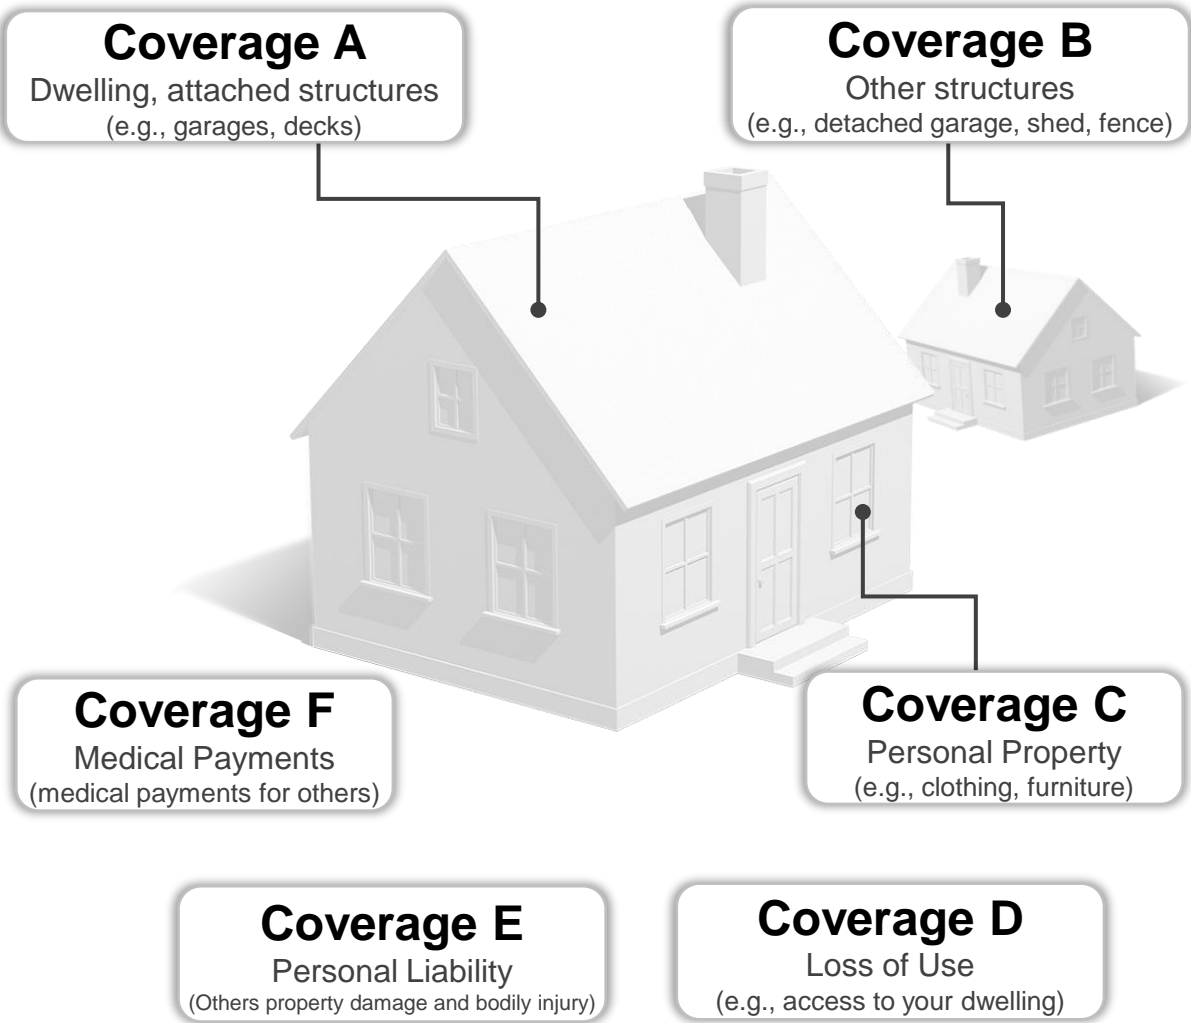 Coverage A
Dwelling, attached structures
(e.g., garages, decks)
Coverage B
Other structures
(e.g., detached garage, shed, fence)
Coverage F
Medical Payments
(medical payments for others)
Coverage C
Personal Property
(e.g., clothing, furniture)
Coverage E
Personal Liability
(Others property damage and bodily injury)
Coverage D
Loss of Use
(e.g., access to your dwelling)